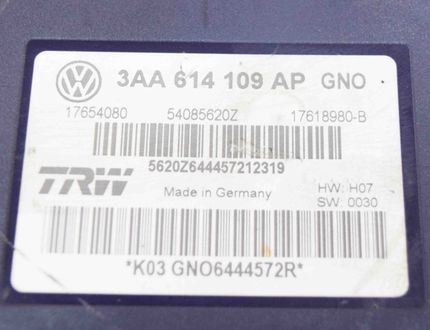 3AA 614 109 AP GNO
17654080 54085620Z 17618980-B
5620Z644457212319
TRW
Made in Germany
HW: H07
SW: 0030
*K03 GNO6444572R*